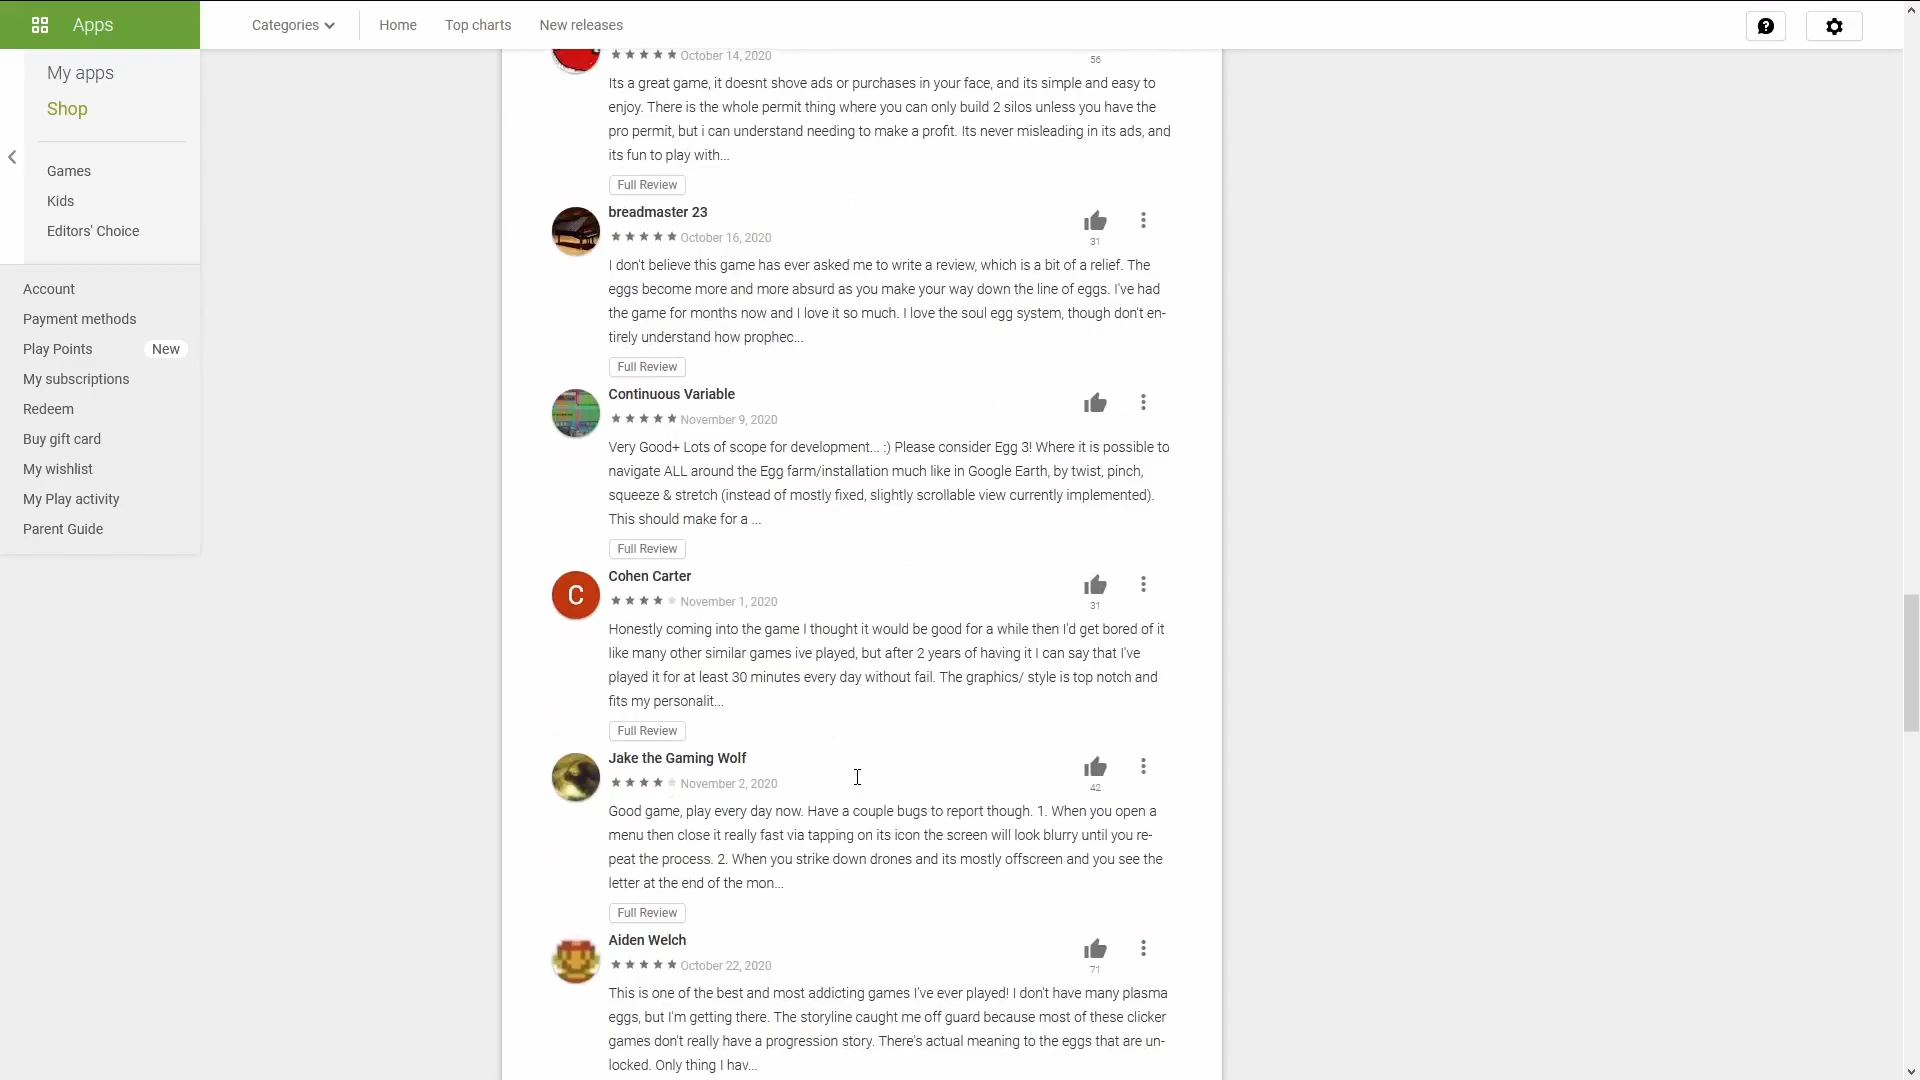 Apps
Categories
Home
Top charts
New releases
My apps
Shop
Games
Kids
Editors' Choice
Account
Payment methods
Play Points New
My subscriptions
Redeem
Buy gift card
My wishlist
My Play activity
Parent Guide
October 14, 2020
56
Its a great game, it doesnt shove ads or purchases in your face, and its simple and easy to
enjoy. There is the whole permit thing where you can only build 2 silos unless you have the
pro permit, but i can understand needing to make a profit. Its never misleading in its ads, and
its fun to play with...
Full Review
breadmaster 23
October 16, 2020
31
I don't believe this game has ever asked me to write a review, which is a bit of a relief. The
eggs become more and more absurd as you make your way down the line of eggs. I've had
the game for months now and I love it so much. I love the soul egg system, though don't en-
tirely understand how prophec...
Full Review
Continuous Variable
November 9, 2020
Very Good+ Lots of scope for development... :) Please consider Egg 3! Where it is possible to
navigate ALL around the Egg farm/installation much like in Google Earth, by twist, pinch,
squeeze & stretch (instead of mostly fixed, slightly scrollable view currently implemented).
This should make for a ...
Full Review
C
Cohen Carter
November 1, 2020
31
Honestly coming into the game I thought it would be good for a while then I'd get bored of it
like many other similar games ive played, but after 2 years of having it I can say that I've
played it for at least 30 minutes every day without fail. The graphics/ style is top notch and
fits my personalit...
Full Review
Jake the Gaming Wolf
November 2, 2020
42
Good game, play every day now. Have a couple bugs to report though. 1. When you open a
menu then close it really fast via tapping on its icon the screen will look blurry until you re-
peat the process. 2. When you strike down drones and its mostly offscreen and you see the
letter at the end of the mon...
Full Review
Aiden Welch
October 22, 2020
71
This is one of the best and most addicting games I've ever played! I don't have many plasma
eggs, but I'm getting there. The storyline caught me off guard because most of these clicker
games don't really have a progression story. There's actual meaning to the eggs that are un-
locked. Only thing I hav...